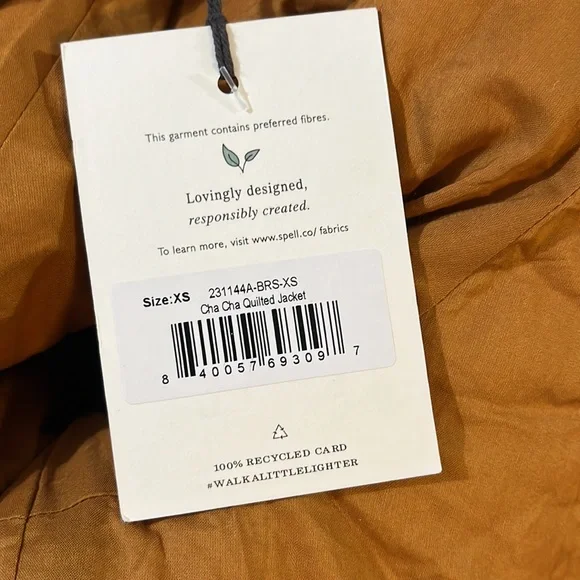 This garment contains preferred fibres.
Lovingly designed,
responsibly created.
To learn more, visit www.spell.co/ fabrics
Size:XS 231144A-BRS-XS
Cha Cha Quilted Jacket
8 40057 69309 7
100% RECYCLED CARD
#WALKALITTLELIGHTER